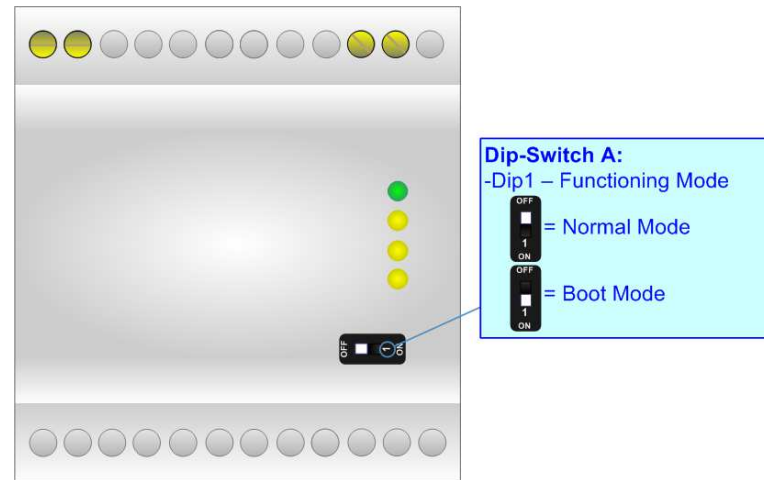 Dip-Switch A:
-Dip1 – Functioning Mode
OFF
1
ON
= Normal Mode
OFF
1
ON
= Boot Mode
OFF
1
ON